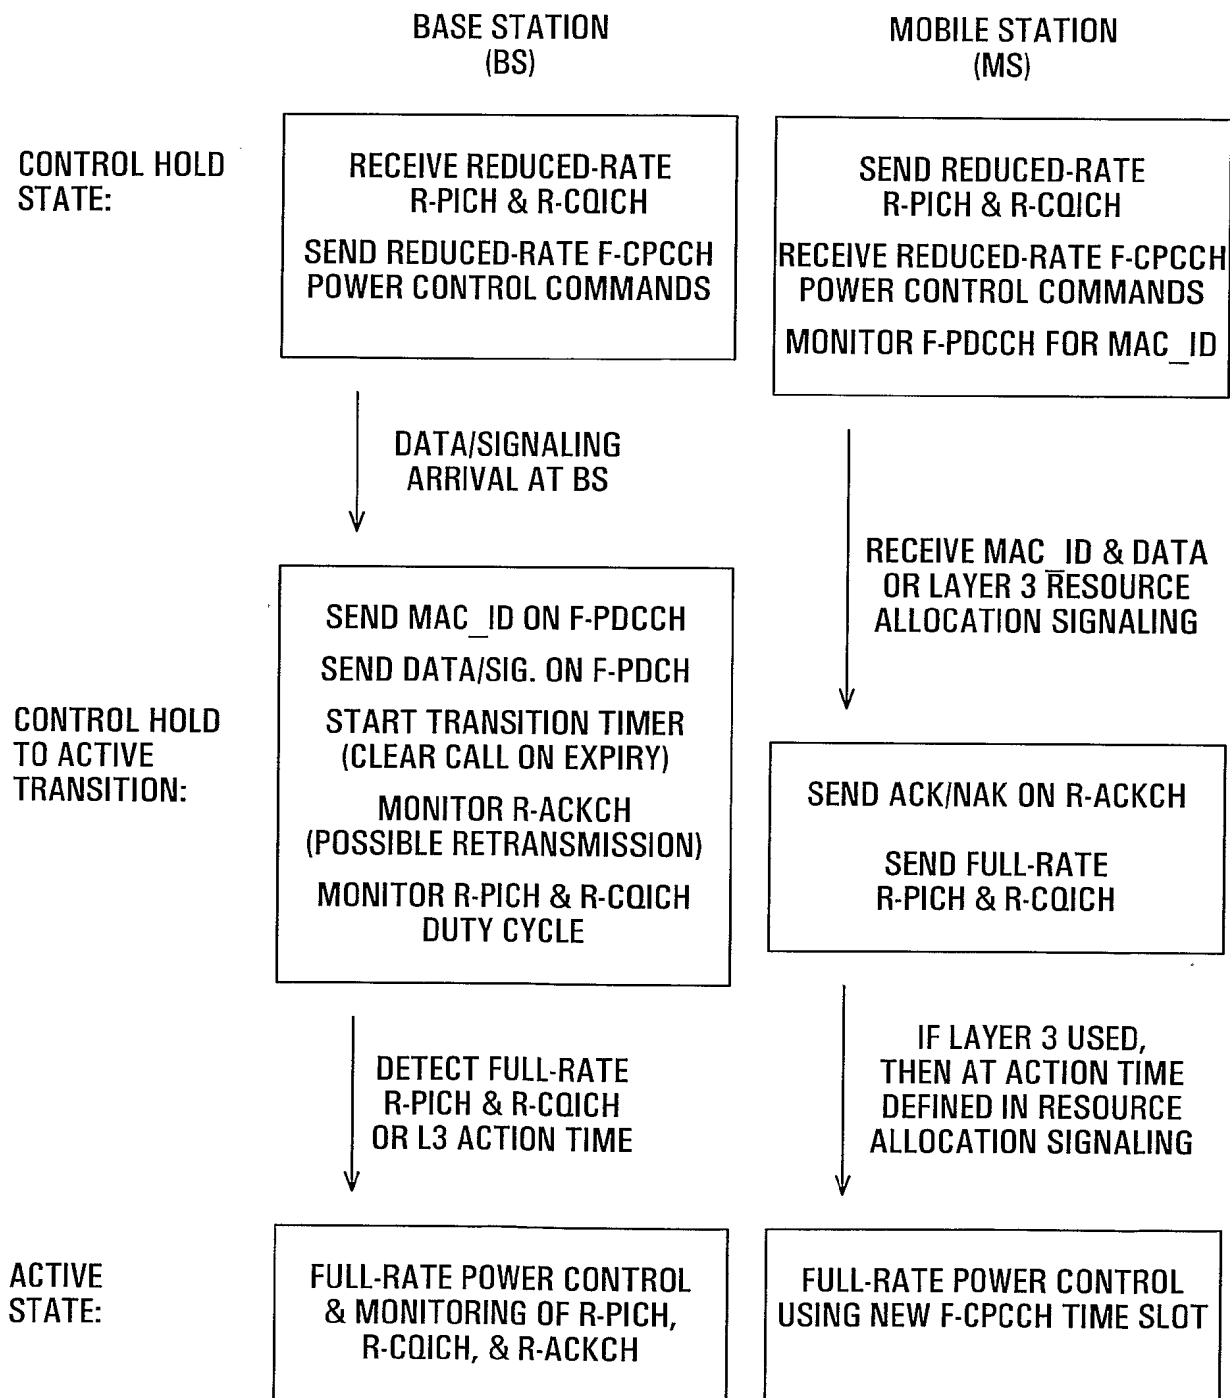 BASE STATION
(BS)
MOBILE STATION
(MS)
CONTROL HOLD
STATE:
RECEIVE REDUCED-RATE
R-PICH & R-CQICH
SEND REDUCED-RATE F-CPCCH
POWER CONTROL COMMANDS
SEND REDUCED-RATE
R-PICH & R-CQICH
RECEIVE REDUCED-RATE F-CPCCH
POWER CONTROL COMMANDS
MONITOR F-PDCCH FOR MAC_ID
DATA/SIGNALING
ARRIVAL AT BS
RECEIVE MAC_ID & DATA
OR LAYER 3 RESOURCE
ALLOCATION SIGNALING
CONTROL HOLD
TO ACTIVE
TRANSITION:
SEND MAC_ID ON F-PDCCH
SEND DATA/SIG. ON F-PDCH
START TRANSITION TIMER
(CLEAR CALL ON EXPIRY)
MONITOR R-ACKCH
(POSSIBLE RETRANSMISSION)
MONITOR R-PICH & R-CQICH
DUTY CYCLE
SEND ACK/NAK ON R-ACKCH
SEND FULL-RATE
R-PICH & R-CQICH
DETECT FULL-RATE
R-PICH & R-CQICH
OR L3 ACTION TIME
IF LAYER 3 USED,
THEN AT ACTION TIME
DEFINED IN RESOURCE
ALLOCATION SIGNALING
ACTIVE
STATE:
FULL-RATE POWER CONTROL
& MONITORING OF R-PICH,
R-CQICH, & R-ACKCH
FULL-RATE POWER CONTROL
USING NEW F-CPCCH TIME SLOT